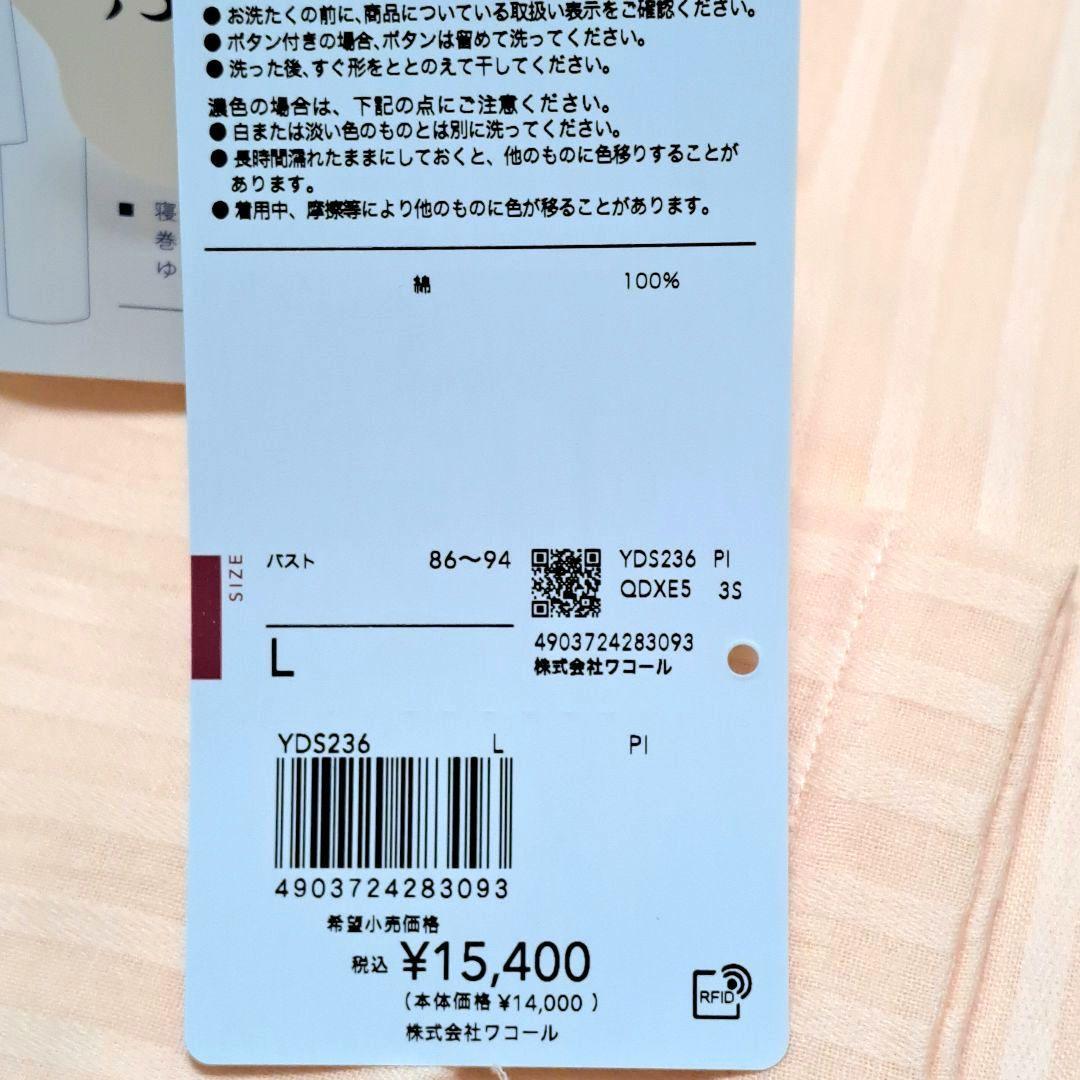 ● お洗たくの前に、商品についている取扱い表示をご確認ください。
● ボタン付きの場合、ボタンは留めて洗ってください。
● 洗った後、すぐ形をととのえて干してください。
濃色の場合は、下記の点にご注意ください。
● 白または淡い色のものとは別に洗ってください。
● 長時間濡れたままにしておくと、他のものに色移りすることが
あります。
● 着用中、摩擦等により他のものに色が移ることがあります。
■ 寝
巻
ゆ
綿 100%
SIZE
バスト 86〜94
L
YDS236 PI
QDXE5 3S
4903724283093
株式会社ワコール
YDS236 L PI
4903724283093
希望小売価格
税込 ¥15,400
(本体価格 ¥14,000 )
株式会社ワコール
RFID